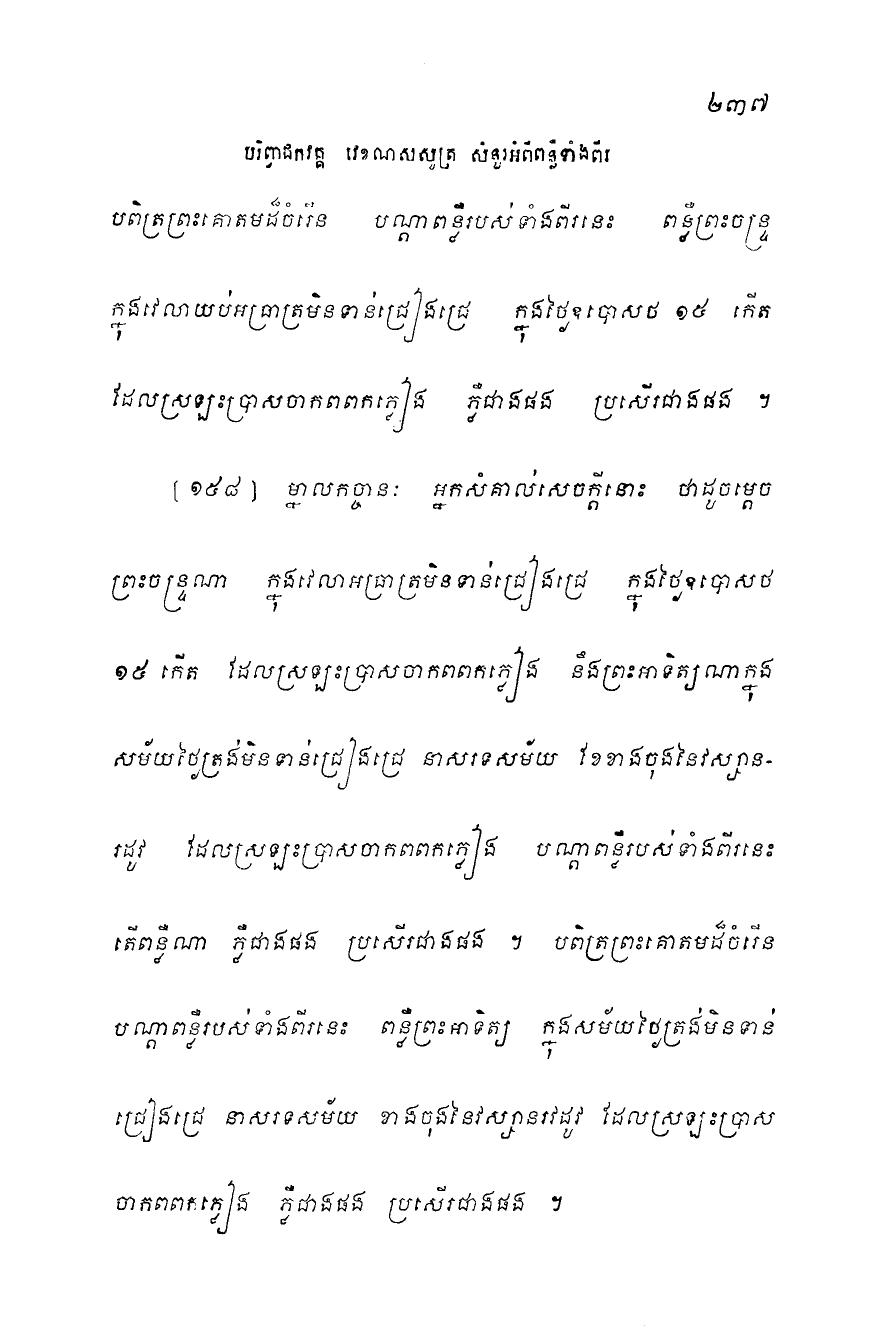 ២៣៧
បរិព្វាជកវគ្គ វេខណសសូត្រ សំនួរអំពីពន្លឺទាំងពីរ
បពិត្រព្រះគោតមដ៏ចំរើន បណ្តាពន្លឺរបស់ទាំងពីរនេះ ពន្លឺព្រះចន្ទ្រ
ក្នុងវេលាយប់អធ្រាត្រមិនទាន់ជ្រៀងជ្រេ ក្នុងថ្ងៃឧបោសថ ១៥ កើត
ដែលស្រឡះប្រាសចាកពពកភ្លៀង ភ្លឺជាងផង ប្រសើរជាងផង ។
[ ១៥៨ ] ម្នាលកច្ចានៈ អ្នកសំគាល់សេចក្តីនោះ ថាដូចម្តេច
ព្រះចន្ទ្រណា ក្នុងវេលាអធ្រាត្រមិនទាន់ជ្រៀងជ្រេ ក្នុងថ្ងៃឧបោសថ
១៥ កើត ដែលស្រឡះប្រាសចាកពពកភ្លៀង នឹងព្រះអាទិត្យណាក្នុង
សម័យថ្ងៃត្រង់មិនទាន់ជ្រៀងជ្រេ នាសរទសម័យ ខែខាងចុងនៃវស្សាន-
រដូវ ដែលស្រឡះប្រាសចាកពពកភ្លៀង បណ្តាពន្លឺរបស់ទាំងពីរនេះ
តើពន្លឺណា ភ្លឺជាងផង ប្រសើរជាងផង ។ បពិត្រព្រះគោតមដ៏ចំរើន
បណ្តាពន្លឺរបស់ទាំងពីរនេះ ពន្លឺព្រះអាទិត្យ ក្នុងសម័យថ្ងៃត្រង់មិនទាន់
ជ្រៀងជ្រេ នាសរទសម័យ ខាងចុងនៃវស្សានរដូវ ដែលស្រឡះប្រាស
ចាកពពកភ្លៀង ភ្លឺជាងផង ប្រសើរជាងផង ។